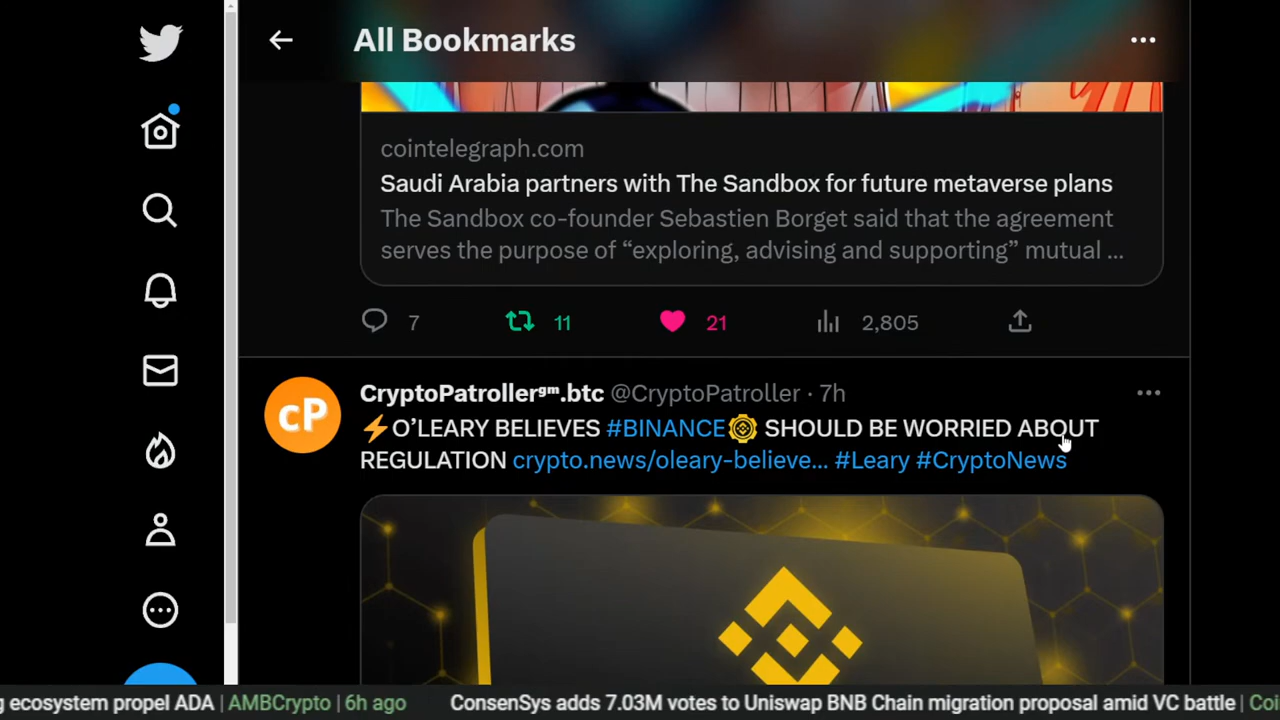 All Bookmarks
cointelegraph.com
Saudi Arabia partners with The Sandbox for future metaverse plans
The Sandbox co-founder Sebastien Borget said that the agreement
serves the purpose of “exploring, advising and supporting” mutual ...
7 11 21 2,805
CryptoPatrollerᵍᵐ.btc @CryptoPatroller · 7h
cP
⚡O’LEARY BELIEVES #BINANCE SHOULD BE WORRIED ABOUT
REGULATION crypto.news/oleary-believe... #Leary #CryptoNews
g ecosystem propel ADA | AMBCrypto | 6h ago ConsenSys adds 7.03M votes to Uniswap BNB Chain migration proposal amid VC battle | Coi